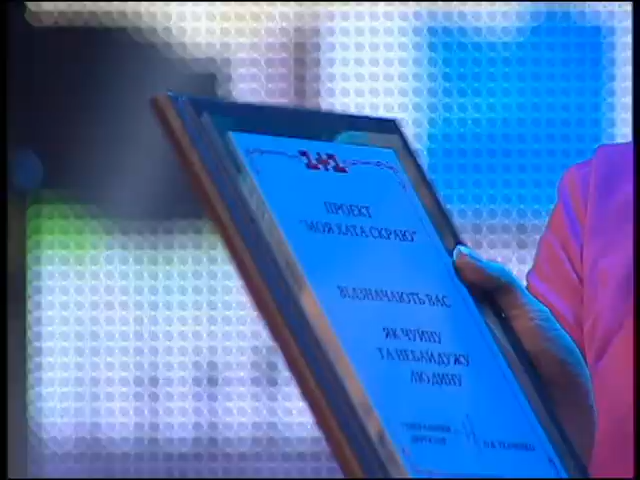 1+1
ПРОЕКТ
"МОЯ ХАТА СКРАЮ"
ВІДЗНАЧАЮТЬ ВАС
ЯК ЧУЙНУ
ТА НЕБАЙДУЖУ
ЛЮДИНУ